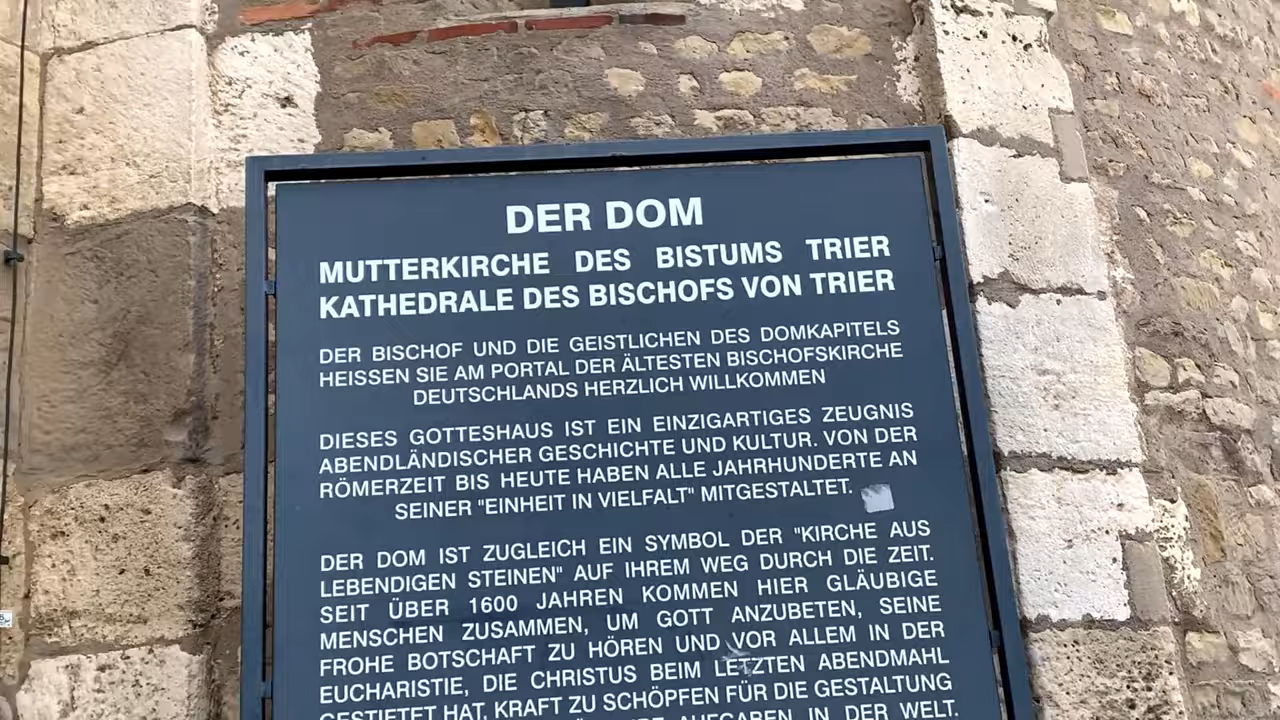 DER DOM
MUTTERKIRCHE DES BISTUMS TRIER
KATHEDRALE DES BISCHOFS VON TRIER
DER BISCHOF UND DIE GEISTLICHEN DES DOMKAPITELS
HEISSEN SIE AM PORTAL DER ÄLTESTEN BISCHOFSKIRCHE
DEUTSCHLANDS HERZLICH WILLKOMMEN
DIESES GOTTESHAUS IST EIN EINZIGARTIGES ZEUGNIS
ABENDLÄNDISCHER GESCHICHTE UND KULTUR. VON DER
RÖMERZEIT BIS HEUTE HABEN ALLE JAHRHUNDERTE AN
SEINER "EINHEIT IN VIELFALT" MITGESTALTET.
DER DOM IST ZUGLEICH EIN SYMBOL DER "KIRCHE AUS
LEBENDIGEN STEINEN" AUF IHREM WEG DURCH DIE ZEIT.
SEIT ÜBER 1600 JAHREN KOMMEN HIER GLÄUBIGE
MENSCHEN ZUSAMMEN, UM GOTT ANZUBETEN, SEINE
FROHE BOTSCHAFT ZU HÖREN UND VOR ALLEM IN DER
EUCHARISTIE, DIE CHRISTUS BEIM LETZTEN ABENDMAHL
GESTIFTET HAT, KRAFT ZU SCHÖPFEN FÜR DIE GESTALTUNG
AUFGABEN IN DER WELT.